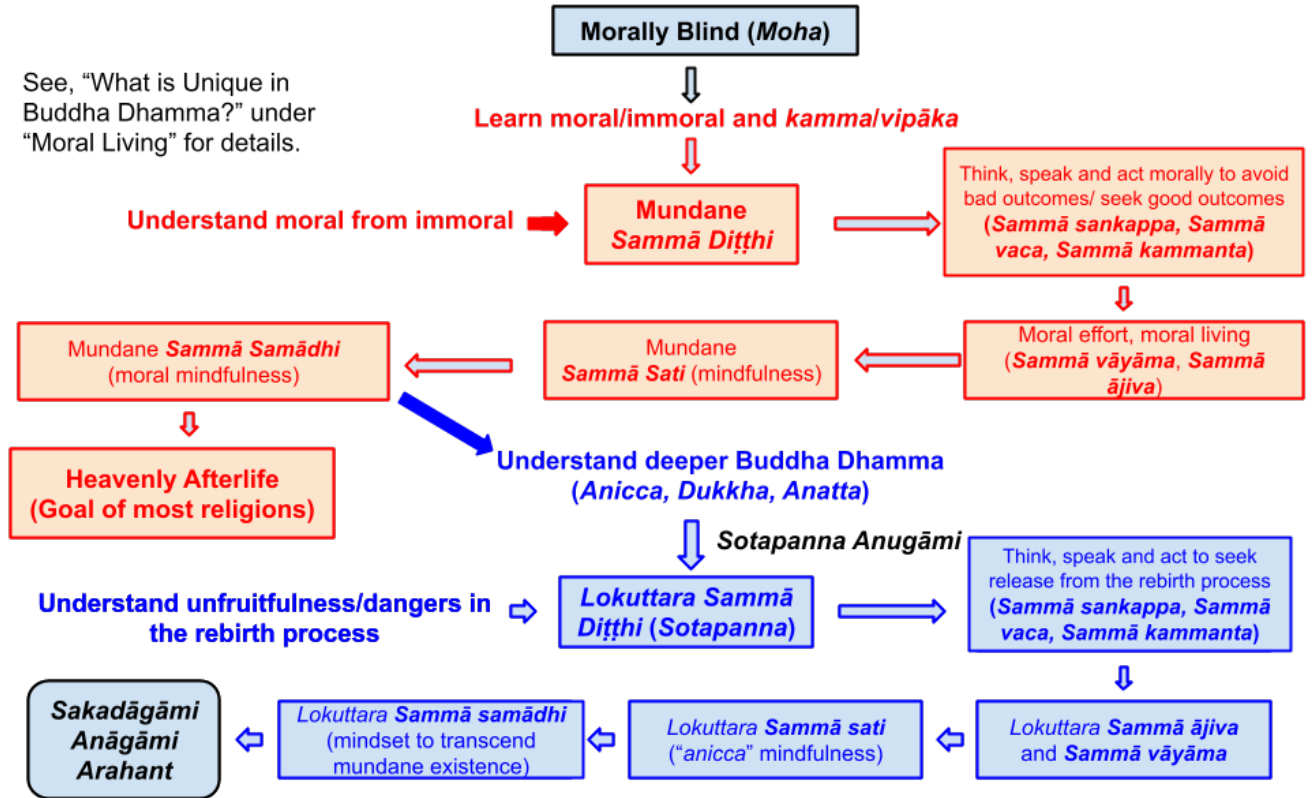 Morally Blind (Moha)
See, “What is Unique in
Buddha Dhamma?” under
“Moral Living” for details.
Learn moral/immoral and kamma/vipāka
Understand moral from immoral
Mundane
Sammā Diṭṭhi
Think, speak and act morally to avoid
bad outcomes/ seek good outcomes
(Sammā sankappa, Sammā
vaca, Sammā kammanta)
Moral effort, moral living
(Sammā vāyāma, Sammā
ājiva)
Mundane
Sammā Sati (mindfulness)
Mundane Sammā Samādhi
(moral mindfulness)
Heavenly Afterlife
(Goal of most religions)
Understand deeper Buddha Dhamma
(Anicca, Dukkha, Anatta)
Sotapanna Anugāmi
Understand unfruitfulness/dangers in
the rebirth process
Lokuttara Sammā
Diṭṭhi (Sotapanna)
Think, speak and act to seek
release from the rebirth process
(Sammā sankappa, Sammā
vaca, Sammā kammanta)
Lokuttara Sammā ājiva
and Sammā vāyāma
Lokuttara Sammā sati
(“anicca” mindfulness)
Lokuttara Sammā samādhi
(mindset to transcend
mundane existence)
Sakadāgāmi
Anāgāmi
Arahant